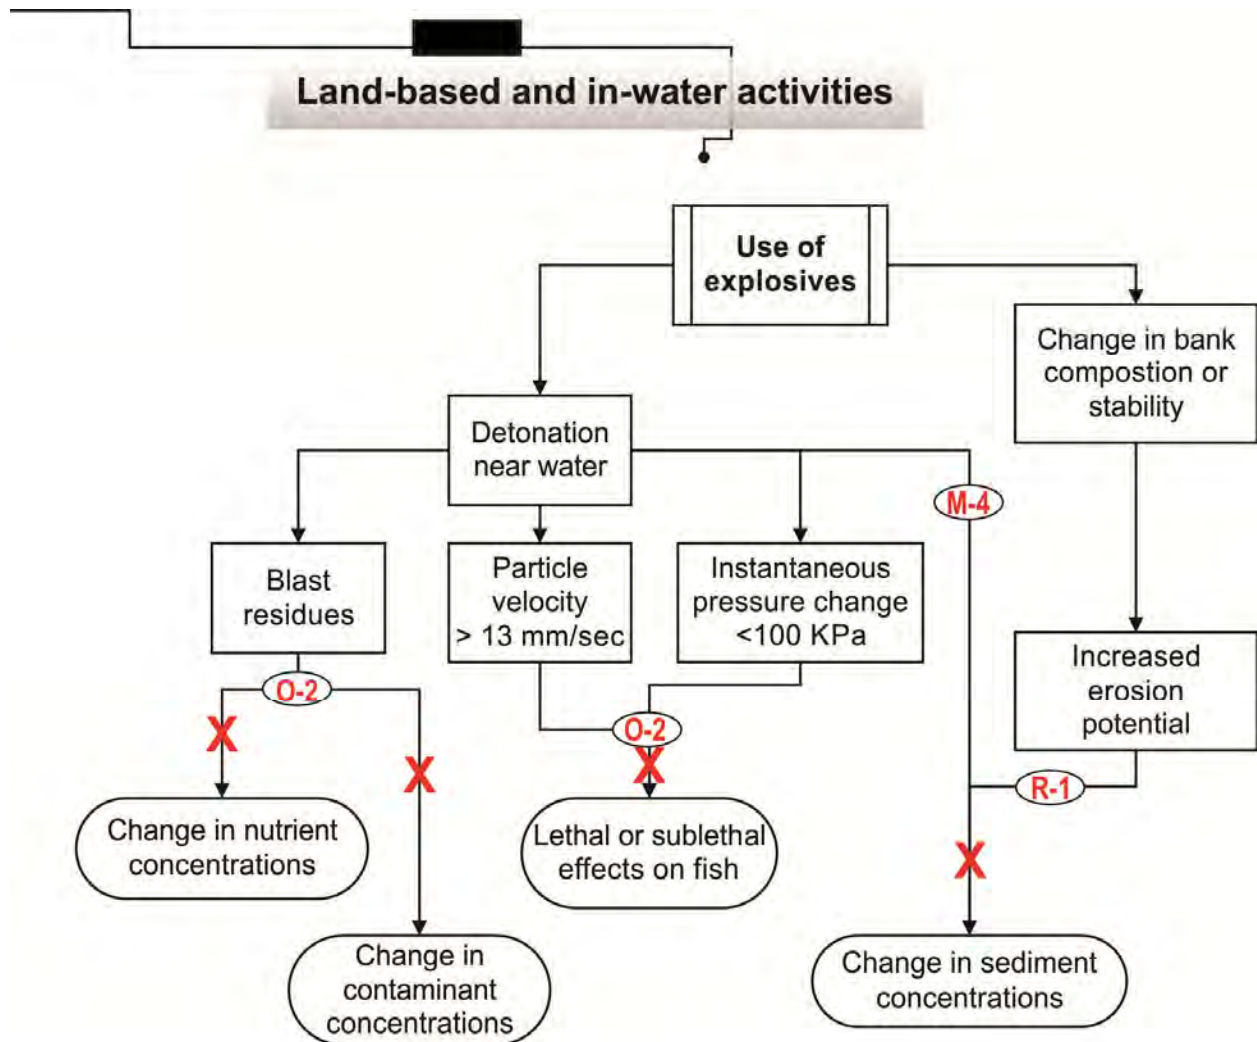 Land-based and in-water activities
Use of
explosives
Change in bank
compostion or
stability
Detonation
near water
M-4
Blast
residues
Particle
velocity
> 13 mm/sec
Instantaneous
pressure change
<100 KPa
Increased
erosion
potential
O-2
X
X
O-2
X
R-1
X
Change in nutrient
concentrations
Lethal or sublethal
effects on fish
Change in
contaminant
concentrations
Change in sediment
concentrations